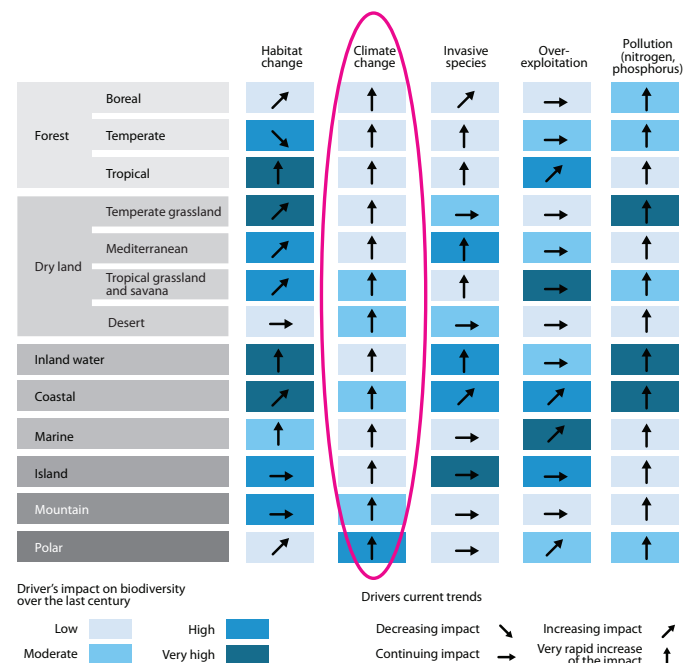 Habitat
change
Climate
change
Invasive
species
Over-
exploitation
Pollution
(nitrogen,
phosphorus)
Forest
Boreal
Temperate
Tropical
Dry land
Temperate grassland
Mediterranean
Tropical grassland
and savana
Desert
Inland water
Coastal
Marine
Island
Mountain
Polar
Driver's impact on biodiversity
over the last century
Low
High
Moderate
Very high
Drivers current trends
Decreasing impact
Increasing impact
Continuing impact
Very rapid increase
of the impact